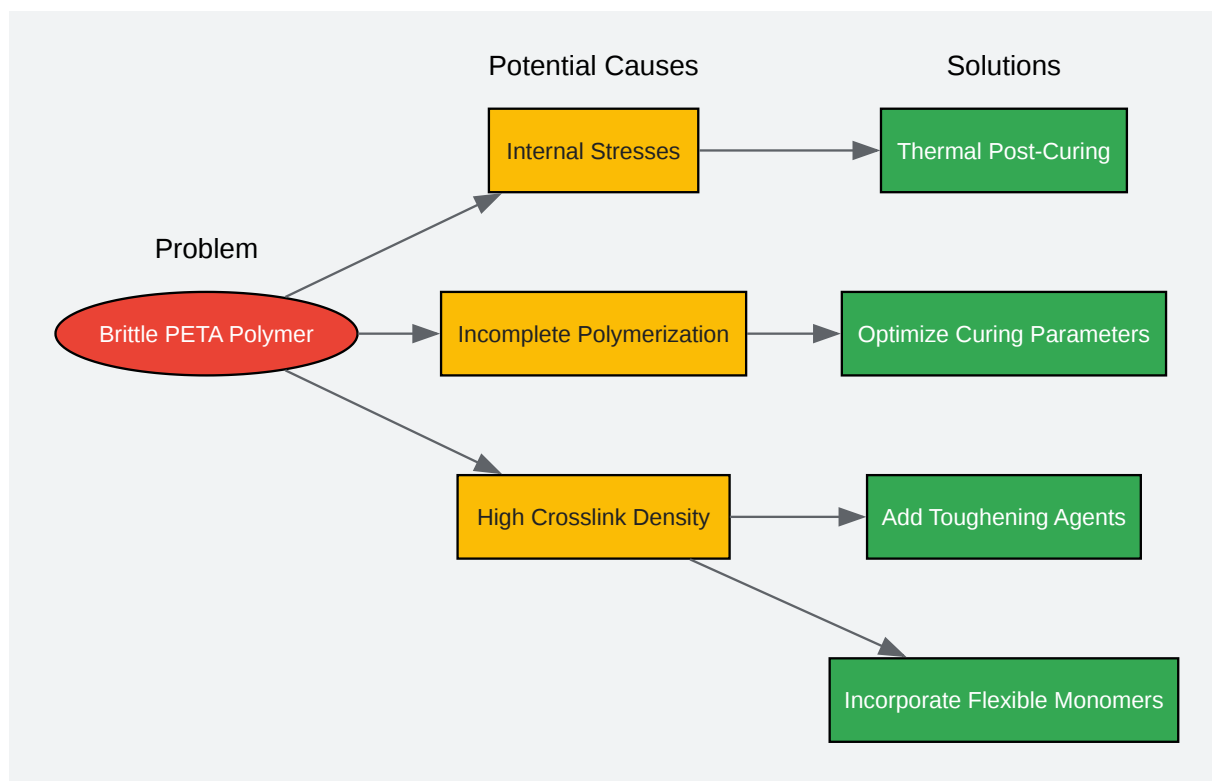 Potential Causes
Solutions
Internal Stresses
Thermal Post-Curing
Problem
Brittle PETA Polymer
Incomplete Polymerization
Optimize Curing Parameters
High Crosslink Density
Add Toughening Agents
Incorporate Flexible Monomers